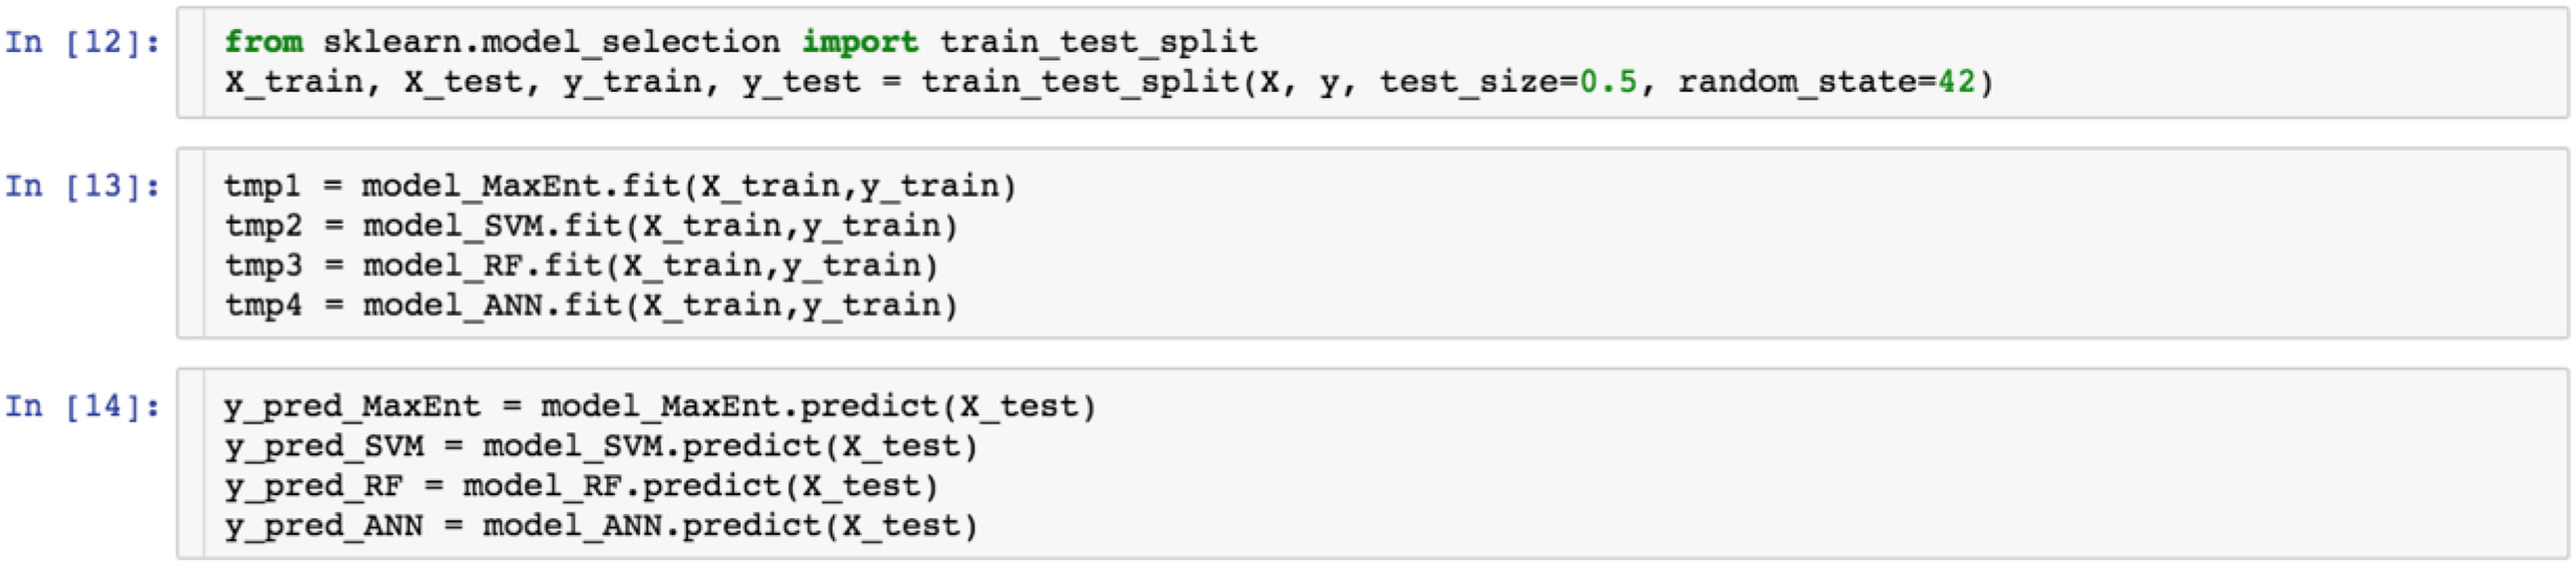 In [12]: from sklearn.model_selection import train_test_split
X_train, X_test, y_train, y_test = train_test_split(X, y, test_size=0.5, random_state=42)
In [13]: tmp1 = model_MaxEnt.fit(X_train,y_train)
tmp2 = model_SVM.fit(X_train,y_train)
tmp3 = model_RF.fit(X_train,y_train)
tmp4 = model_ANN.fit(X_train,y_train)
In [14]: y_pred_MaxEnt = model_MaxEnt.predict(X_test)
y_pred_SVM = model_SVM.predict(X_test)
y_pred_RF = model_RF.predict(X_test)
y_pred_ANN = model_ANN.predict(X_test)